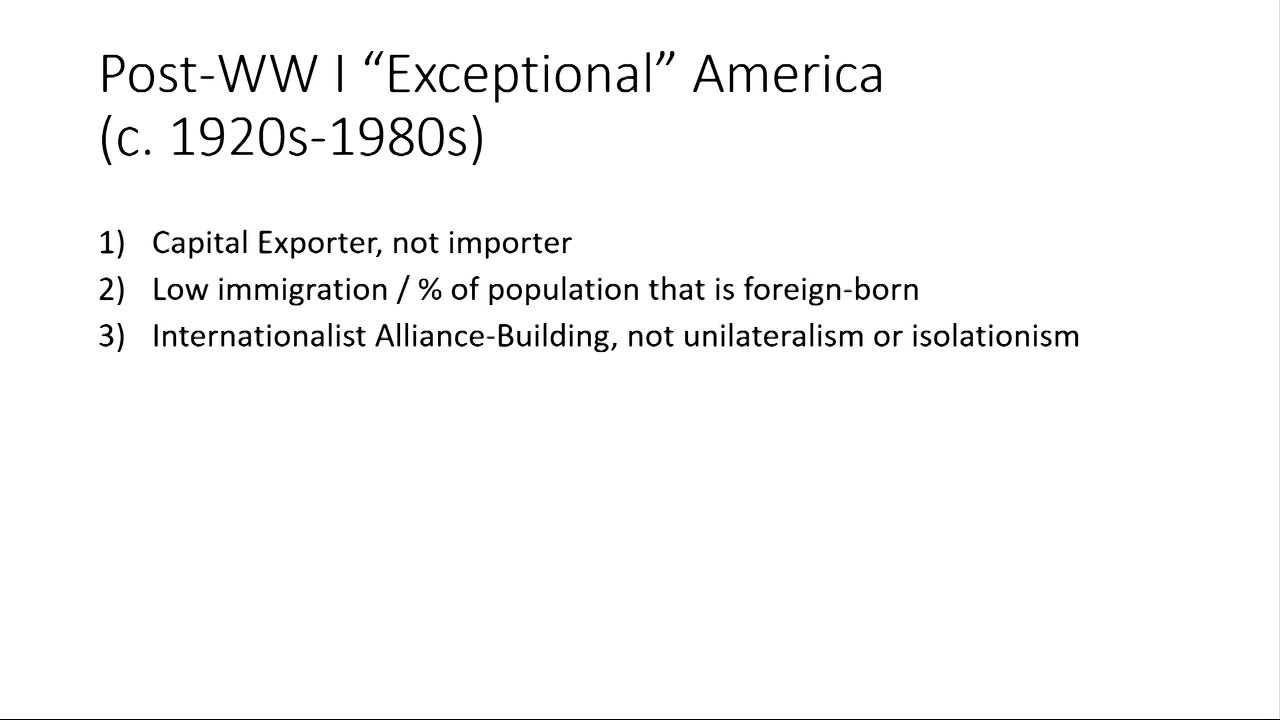 Post-WW I “Exceptional” America
(c. 1920s-1980s)
1) Capital Exporter, not importer
2) Low immigration / % of population that is foreign-born
3) Internationalist Alliance-Building, not unilateralism or isolationism